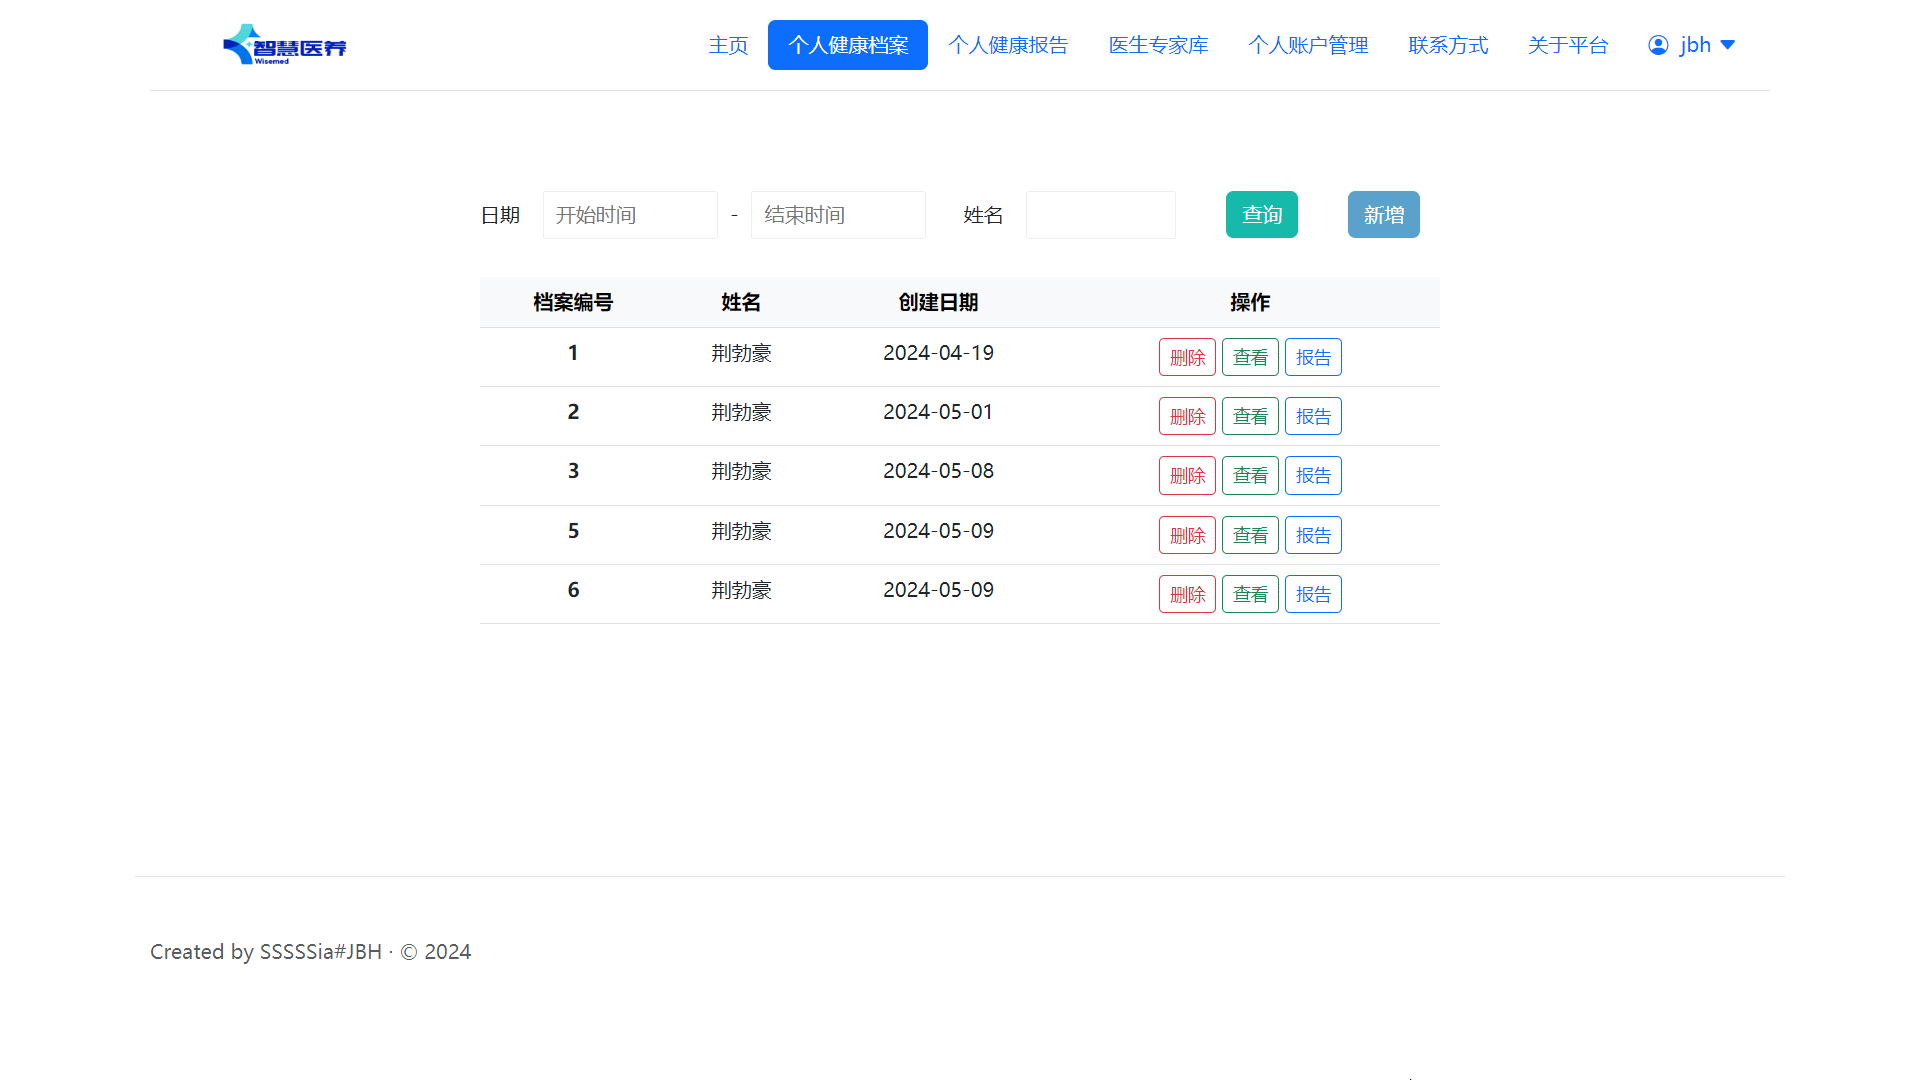 智慧医养
Wisemed
主页 个人健康档案 个人健康报告 医生专家库 个人账户管理 联系方式 关于平台 jbh
日期 开始时间 - 结束时间 姓名 查询 新增
档案编号 姓名 创建日期 操作
1 荆勃豪 2024-04-19 删除 查看 报告
2 荆勃豪 2024-05-01 删除 查看 报告
3 荆勃豪 2024-05-08 删除 查看 报告
5 荆勃豪 2024-05-09 删除 查看 报告
6 荆勃豪 2024-05-09 删除 查看 报告
Created by SSSSSia#JBH · © 2024